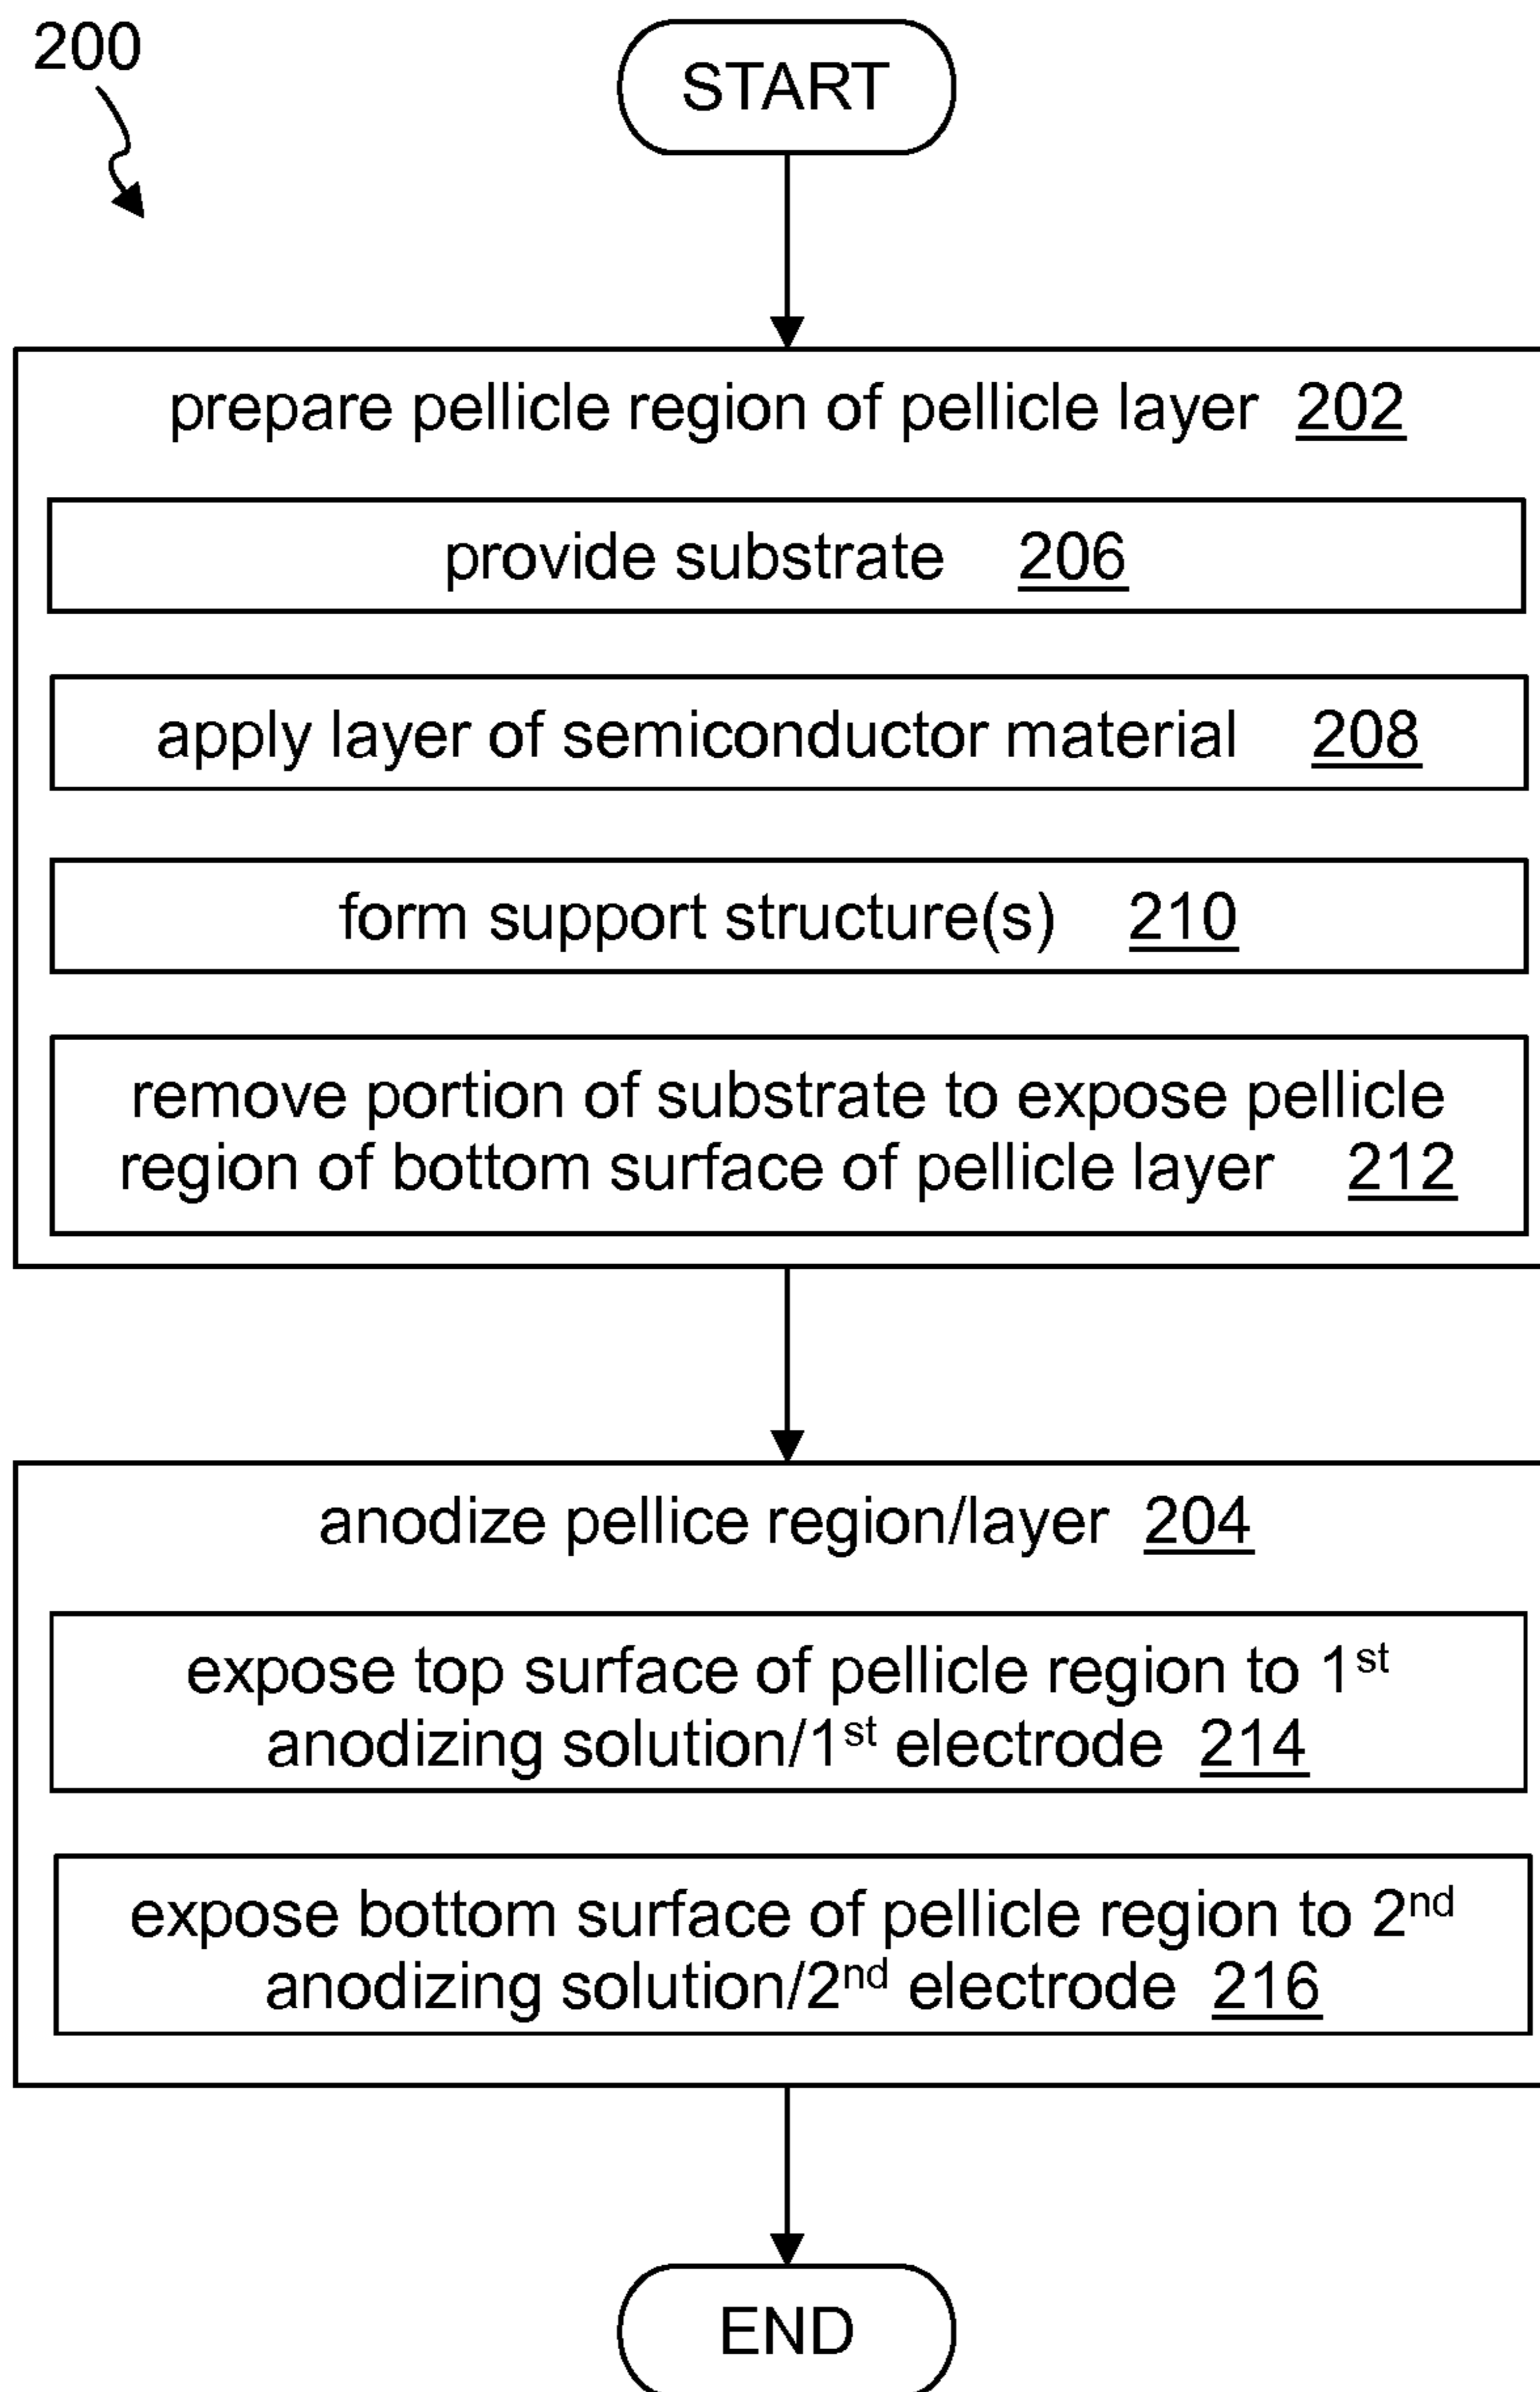 200
START
prepare pellicle region of pellicle layer 202
provide substrate 206
apply layer of semiconductor material 208
form support structure(s) 210
remove portion of substrate to expose pellicle
region of bottom surface of pellicle layer 212
anodize pellice region/layer 204
expose top surface of pellicle region to 1st
anodizing solution/1st electrode 214
expose bottom surface of pellicle region to 2nd
anodizing solution/2nd electrode 216
END